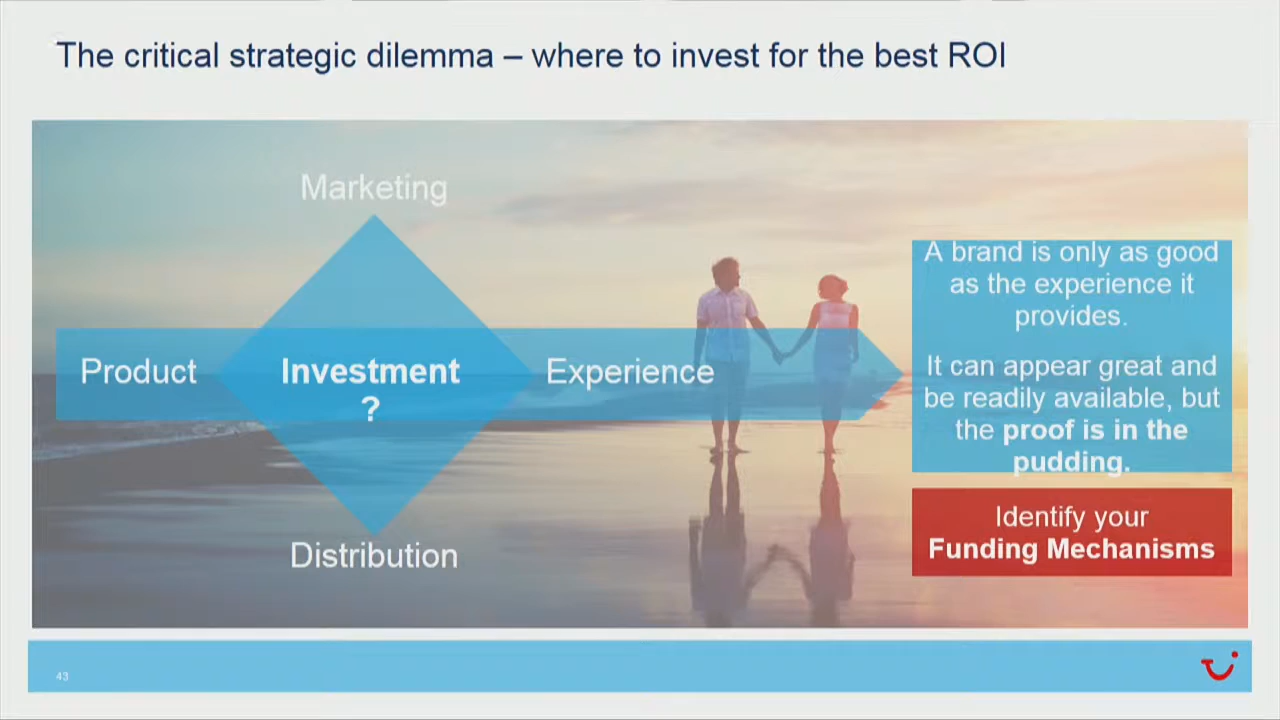 The critical strategic dilemma – where to invest for the best ROI
Marketing
Product
Investment
?
Experience
Distribution
A brand is only as good
as the experience it
provides.
It can appear great and
be readily available, but
the proof is in the
pudding.
Identify your
Funding Mechanisms
43